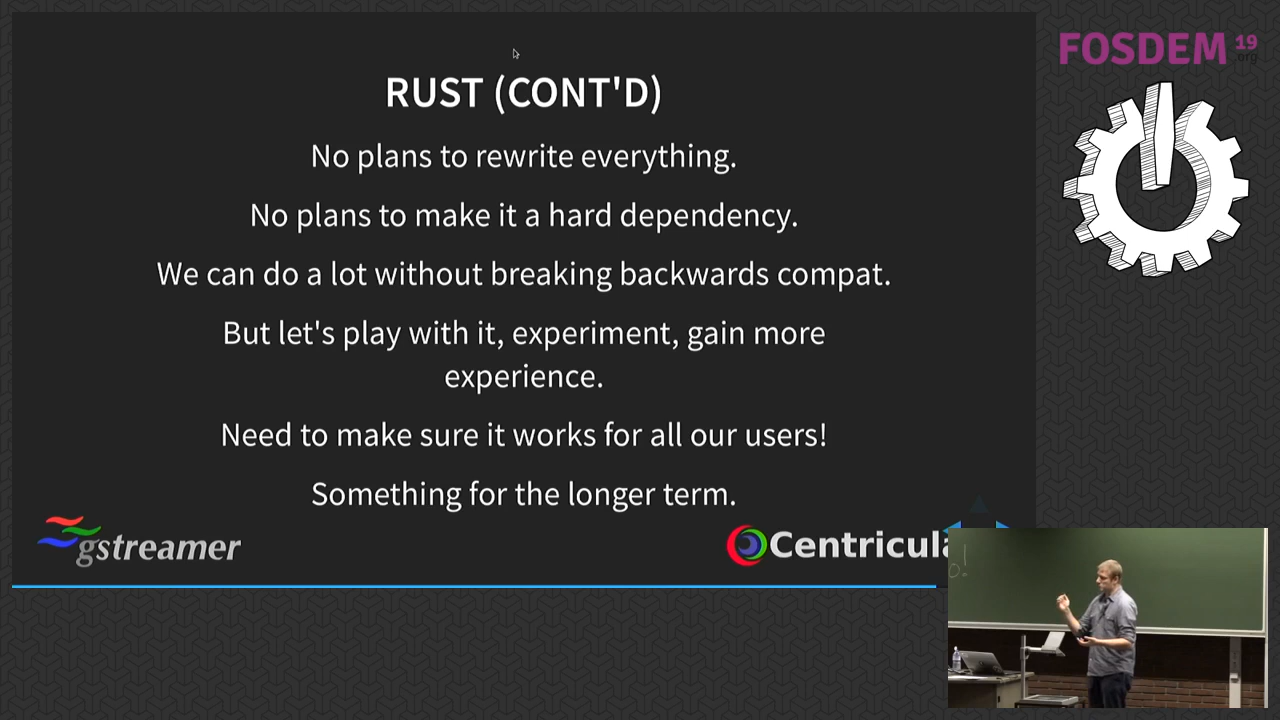 FOSDEM 19
.org
RUST (CONT'D)
No plans to rewrite everything.
No plans to make it a hard dependency.
We can do a lot without breaking backwards compat.
But let's play with it, experiment, gain more
experience.
Need to make sure it works for all our users!
Something for the longer term.
gstreamer